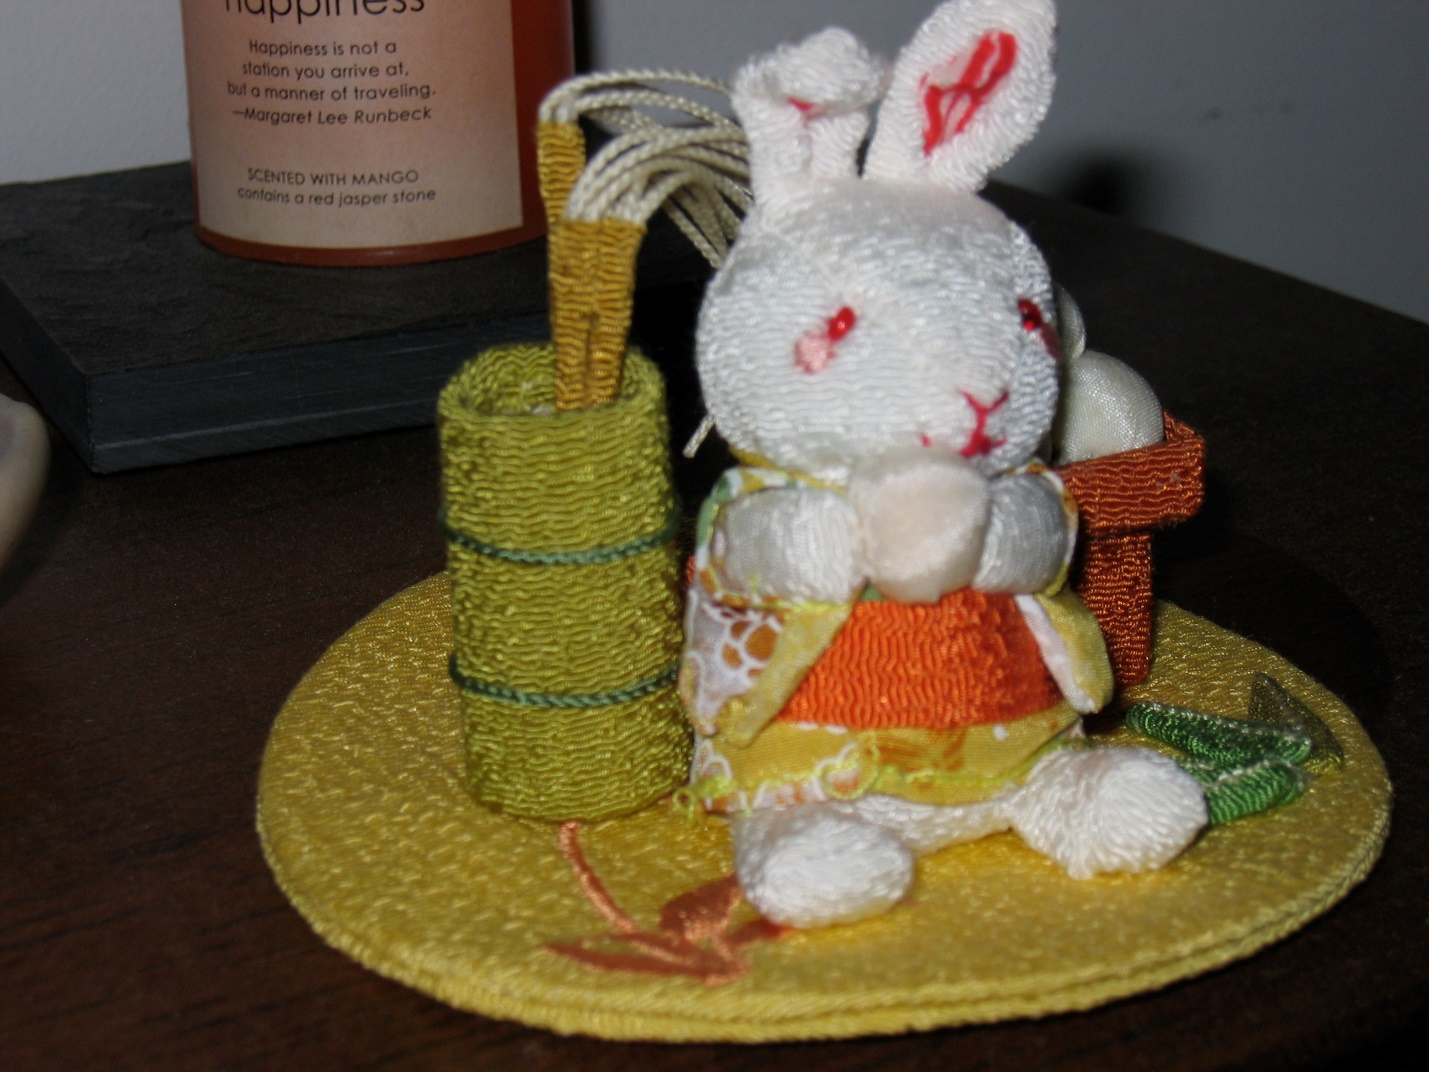 happiness
Happiness is not a
station you arrive at,
but a manner of traveling.
—Margaret Lee Runbeck
SCENTED WITH MANGO
contains a red jasper stone